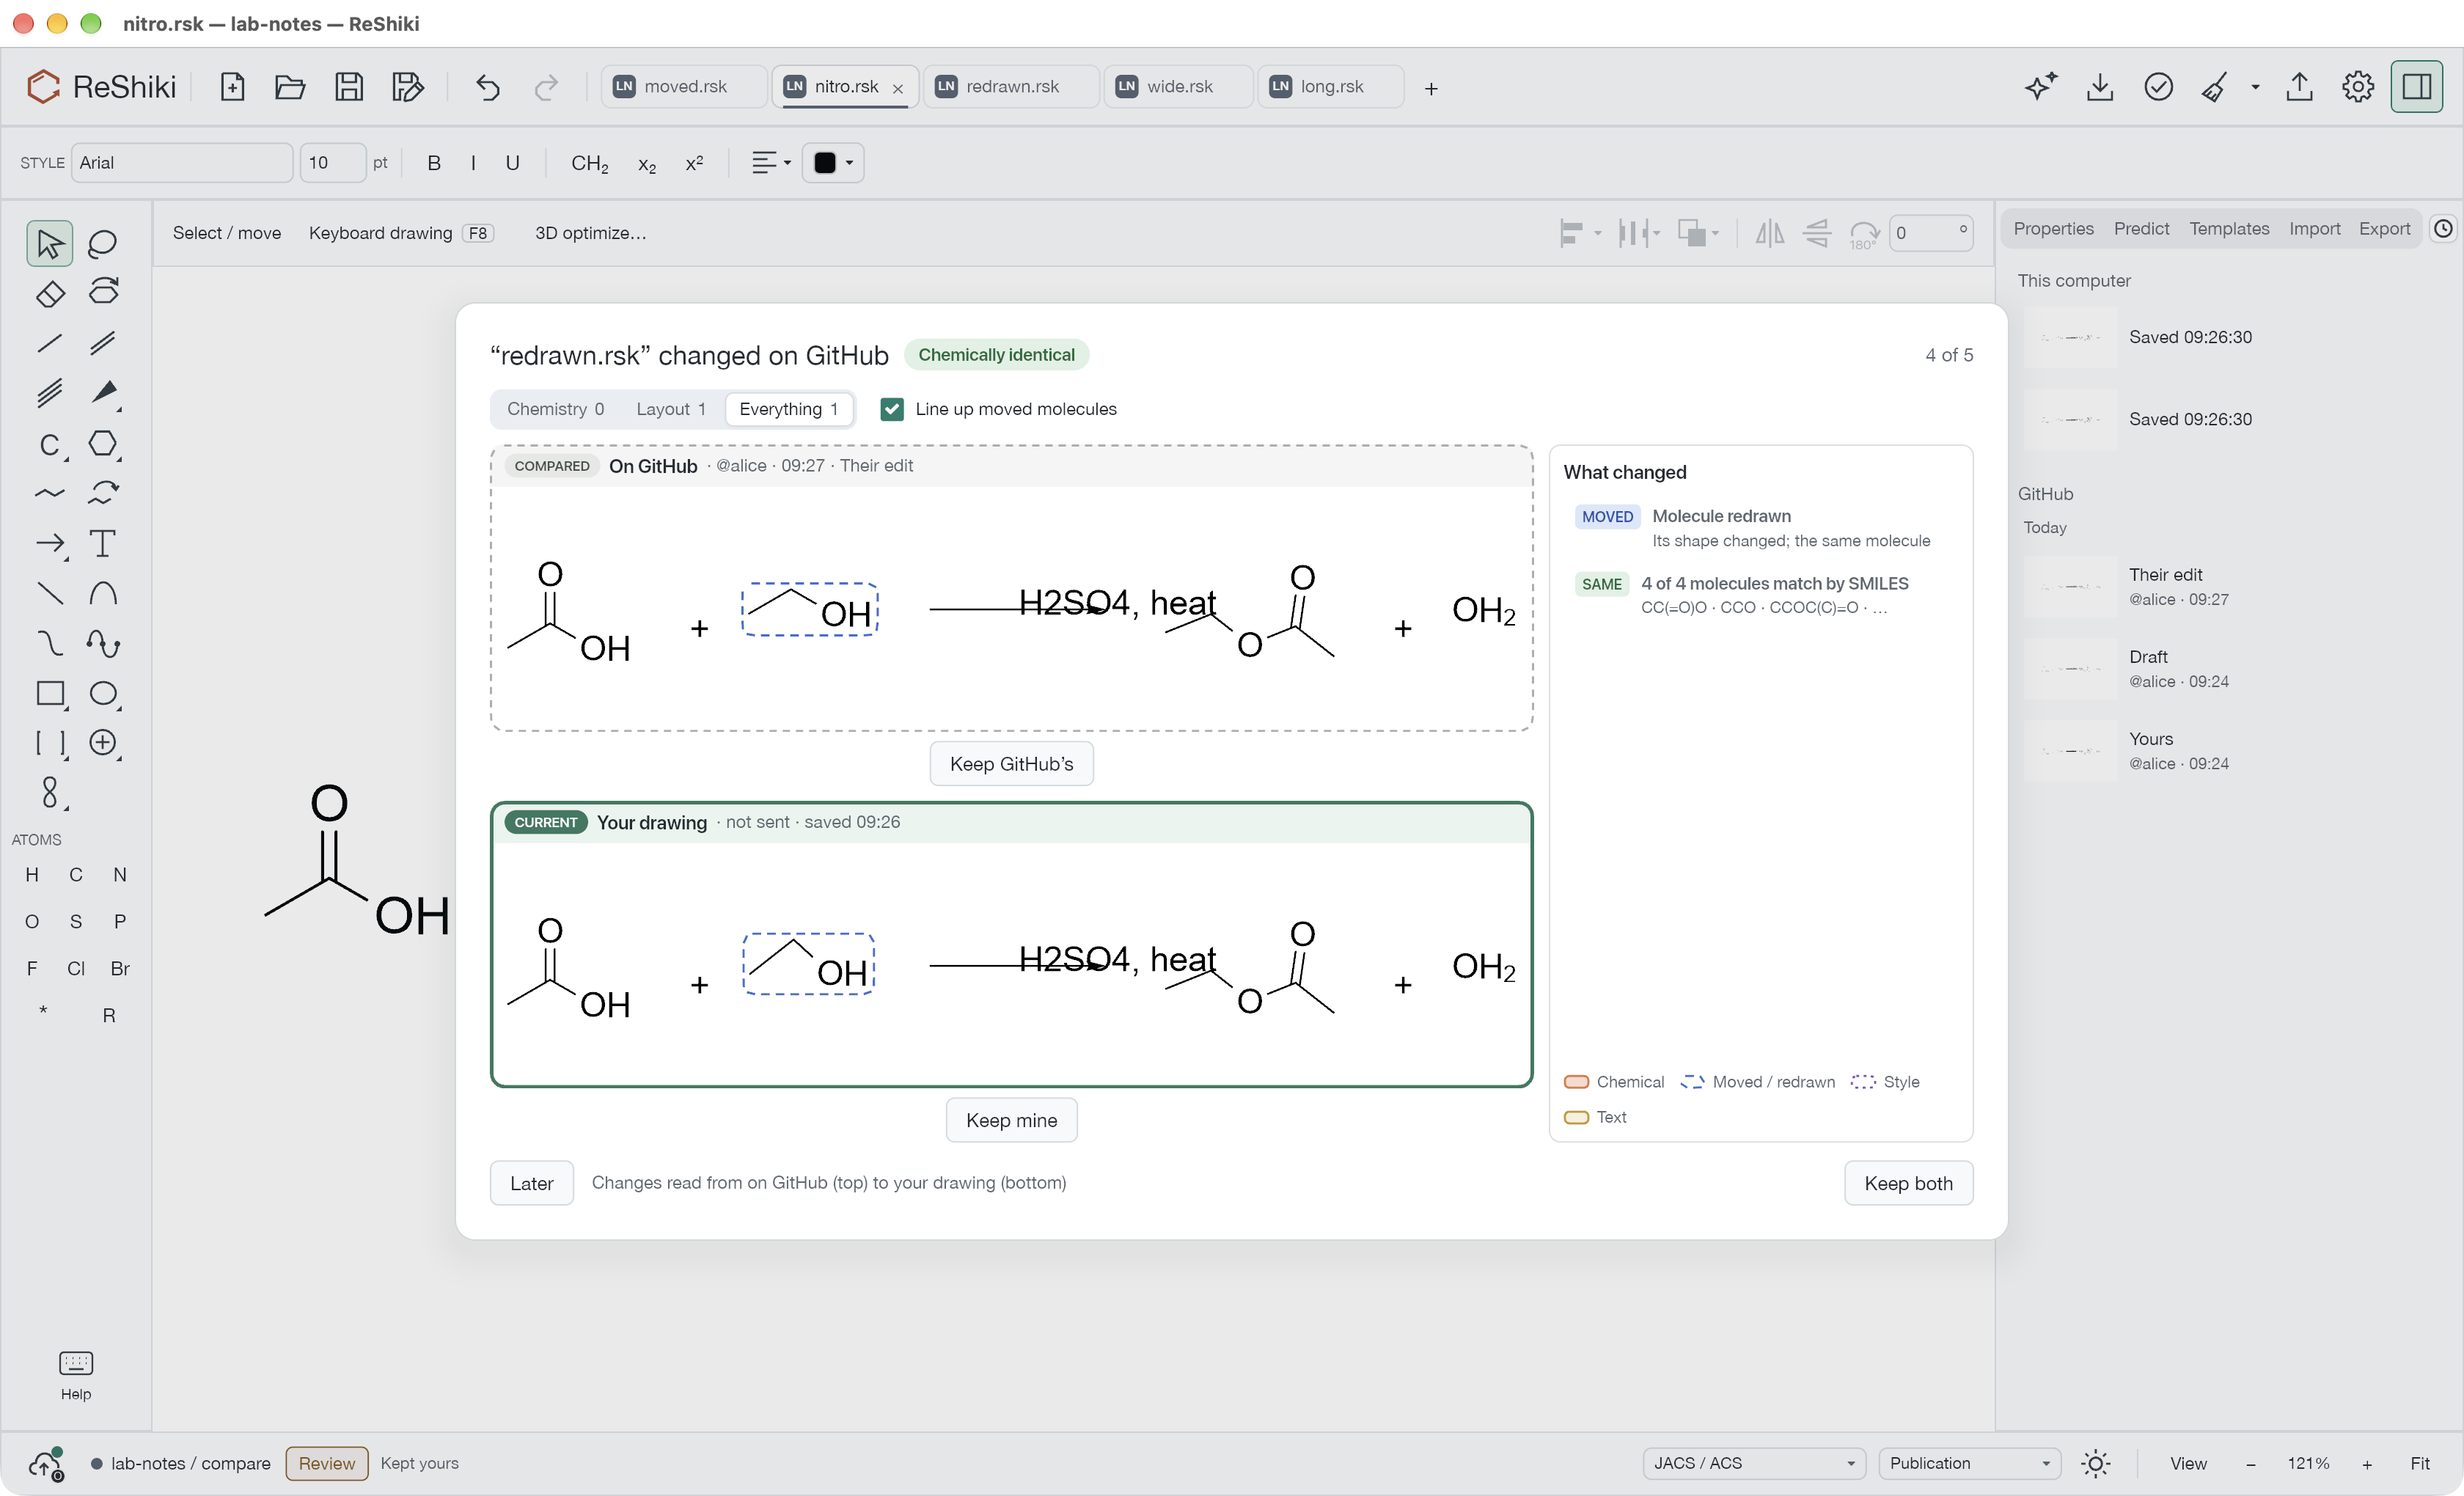 nitro.rsk — lab-notes — ReShiki
ReShiki
LN moved.rsk
LN nitro.rsk ×
LN redrawn.rsk
LN wide.rsk
LN long.rsk
+
STYLE Arial 10 pt B I U CH₂ x₂ x²
Select / move Keyboard drawing F8 3D optimize…
180° 0 °
Properties Predict Templates Import Export
This computer
Saved 09:26:30
Saved 09:26:30
GitHub
Today
Their edit
@alice · 09:27
Draft
@alice · 09:24
Yours
@alice · 09:24
C
T
[ ]
ATOMS
H C N
O S P
F Cl Br
* R
Help
O
OH
“redrawn.rsk” changed on GitHub Chemically identical 4 of 5
Chemistry 0 Layout 1 Everything 1 Line up moved molecules
COMPARED On GitHub · @alice · 09:27 · Their edit
O
OH
+
OH
H2SO4, heat
O
O
+
OH₂
Keep GitHub’s
CURRENT Your drawing · not sent · saved 09:26
O
OH
+
OH
H2SO4, heat
O
O
+
OH₂
Keep mine
What changed
MOVED Molecule redrawn
Its shape changed; the same molecule
SAME 4 of 4 molecules match by SMILES
CC(=O)O · CCO · CCOC(C)=O · …
Chemical Moved / redrawn Style
Text
Later Changes read from on GitHub (top) to your drawing (bottom) Keep both
lab-notes / compare Review Kept yours
JACS / ACS Publication View − 121% + Fit